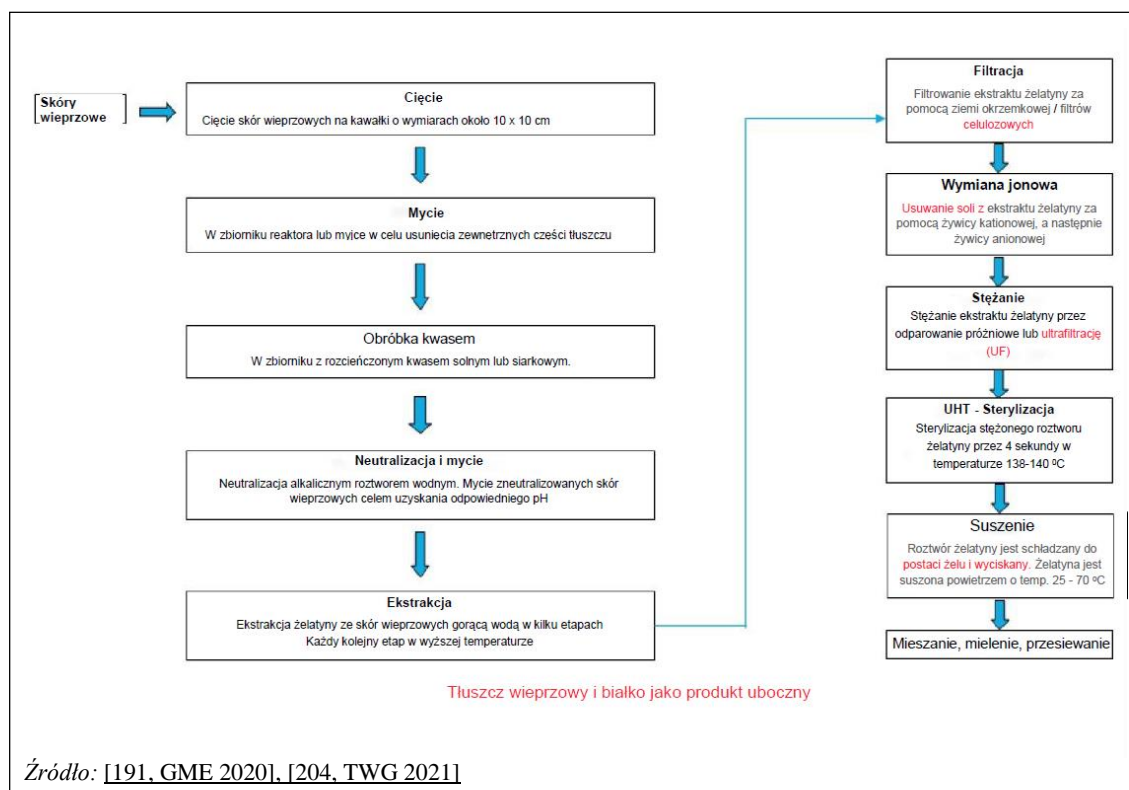 Skóry
wieprzowe
Cięcie
Cięcie skór wieprzowych na kawałki o wymiarach około 10 x 10 cm
Mycie
W zbiorniku reaktora lub myjce w celu usunięcia zewnetrznych części tłuszczu
Obróbka kwasem
W zbiorniku z rozcieńczonym kwasem solnym lub siarkowym.
Neutralizacja i mycie
Neutralizacja alkalicznym roztworem wodnym. Mycie zneutralizowanych skór
wieprzowych celem uzyskania odpowiedniego pH
Ekstrakcja
Ekstrakcja żelatyny ze skór wieprzowych gorącą wodą w kilku etapach
Każdy kolejny etap w wyższej temperaturze
Filtracja
Filtrowanie ekstraktu żelatyny za
pomocą ziemi okrzemkowej / filtrów
celulozowych
Wymiana jonowa
Usuwanie soli z ekstraktu żelatyny za
pomocą żywicy kationowej, a następnie
żywicy anionowej
Stężanie
Stężanie ekstraktu żelatyny przez
odparowanie próżniowe lub ultrafiltrację
(UF)
UHT - Sterylizacja
Sterylizacja stężonego roztworu
żelatyny przez 4 sekundy w
temperaturze 138-140 ºC
Suszenie
Roztwór żelatyny jest schładzany do
postaci żelu i wyciskany. Żelatyna jest
suszona powietrzem o temp. 25 - 70 ºC
Mieszanie, mielenie, przesiewanie
Tłuszcz wieprzowy i białko jako produkt uboczny
Źródło: [191, GME 2020], [204, TWG 2021]